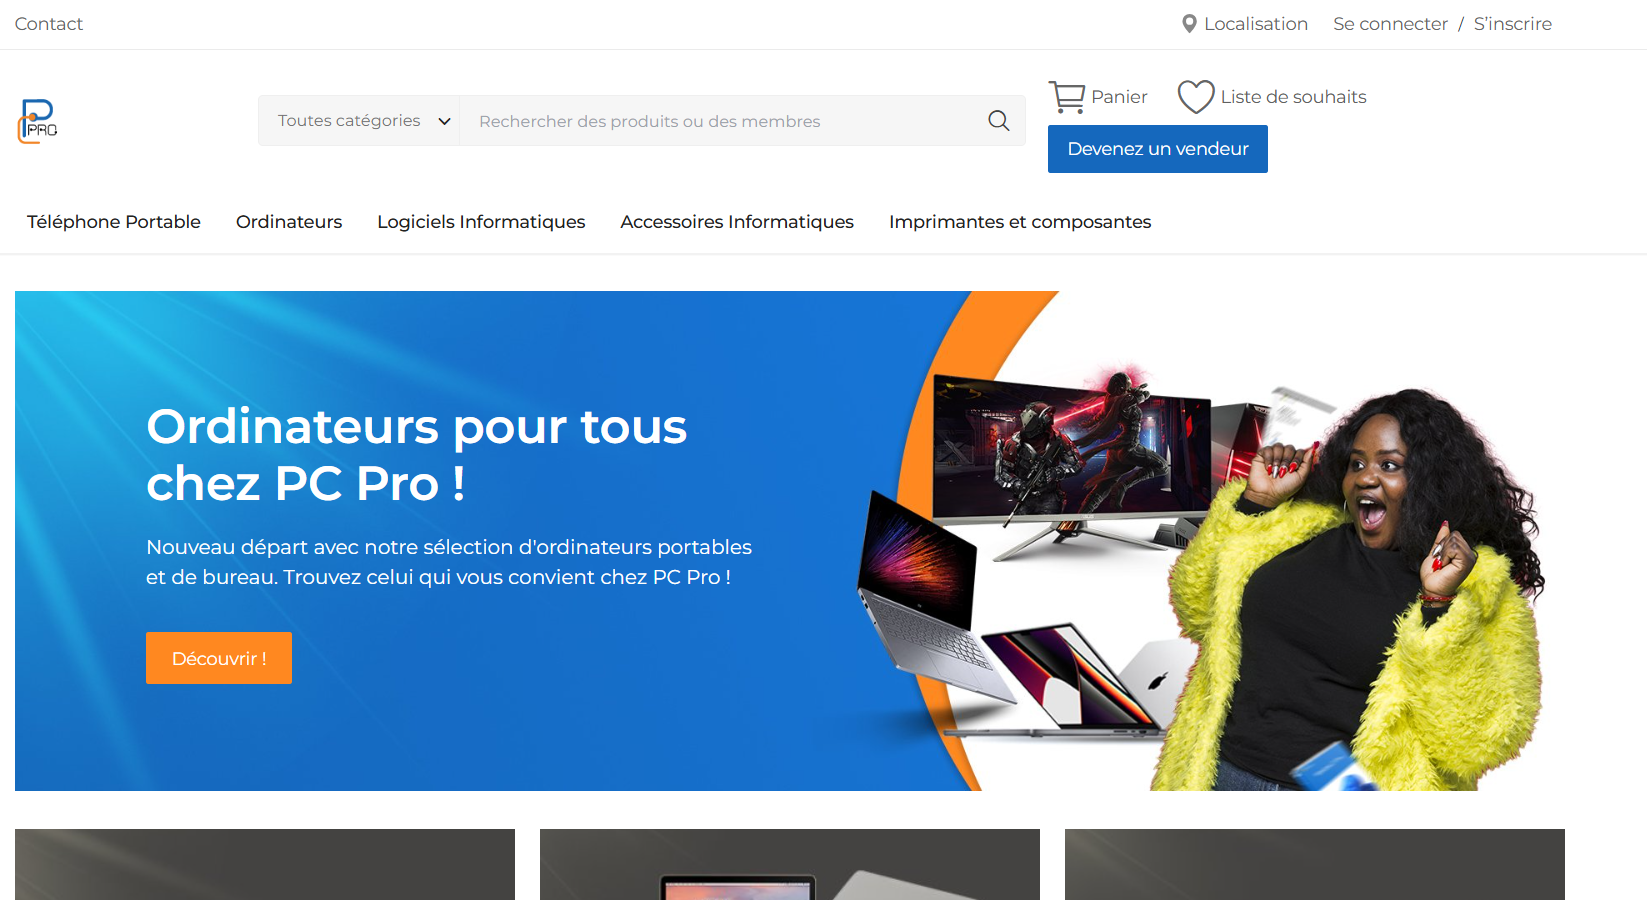 Contact
Localisation
Se connecter / S'inscrire
PRO
Toutes catégories
Rechercher des produits ou des membres
Panier
Liste de souhaits
Devenez un vendeur
Téléphone Portable
Ordinateurs
Logiciels Informatiques
Accessoires Informatiques
Imprimantes et composantes
Ordinateurs pour tous
chez PC Pro !
Nouveau départ avec notre sélection d'ordinateurs portables
et de bureau. Trouvez celui qui vous convient chez PC Pro !
Découvrir !